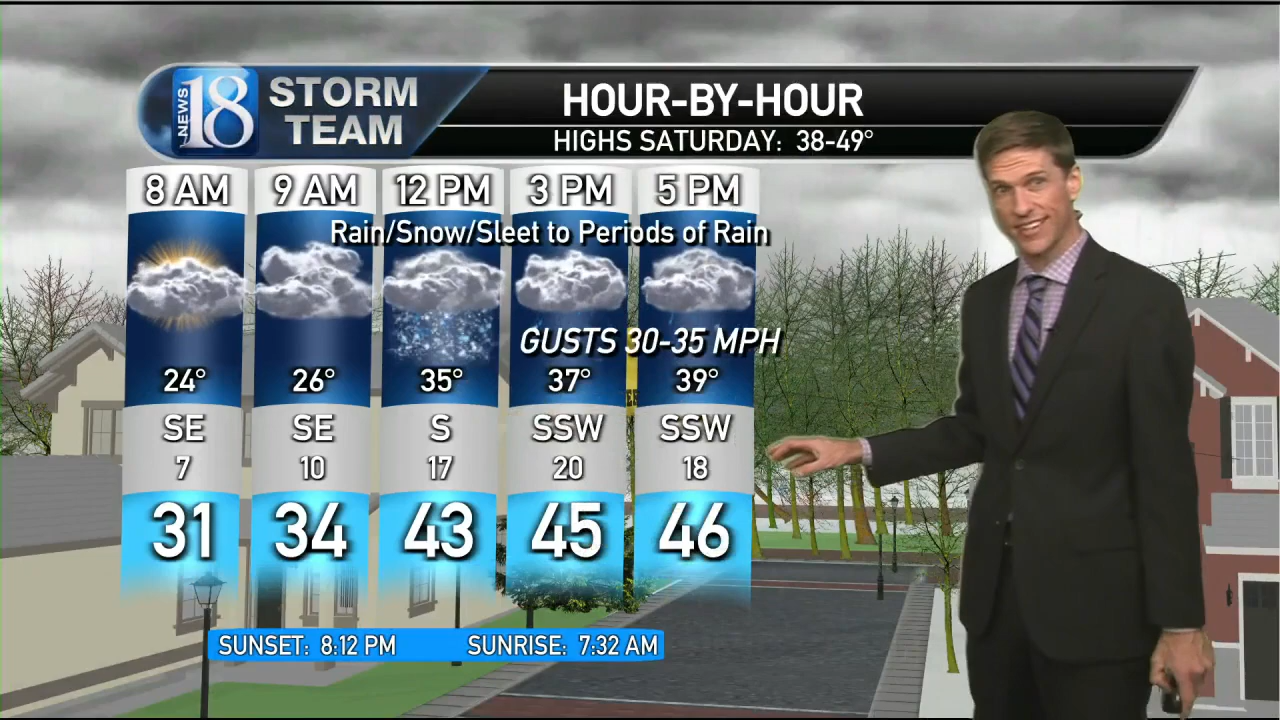 NEWS 18
STORM TEAM
HOUR-BY-HOUR
HIGHS SATURDAY: 38-49°
8 AM 9 AM 12 PM 3 PM 5 PM
Rain/Snow/Sleet to Periods of Rain
GUSTS 30-35 MPH
24° 26° 35° 37° 39°
SE SE S SSW SSW
7 10 17 20 18
31 34 43 45 46
SUNSET: 8:12 PM SUNRISE: 7:32 AM